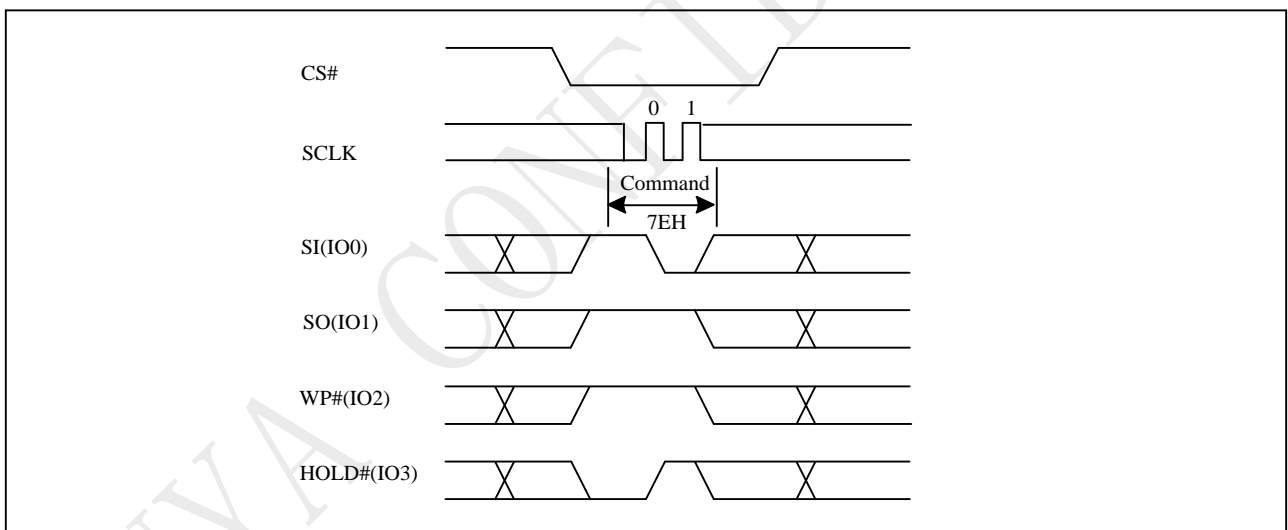 CS#
0 1
SCLK
Command
7EH
SI(IO0)
SO(IO1)
WP#(IO2)
HOLD#(IO3)